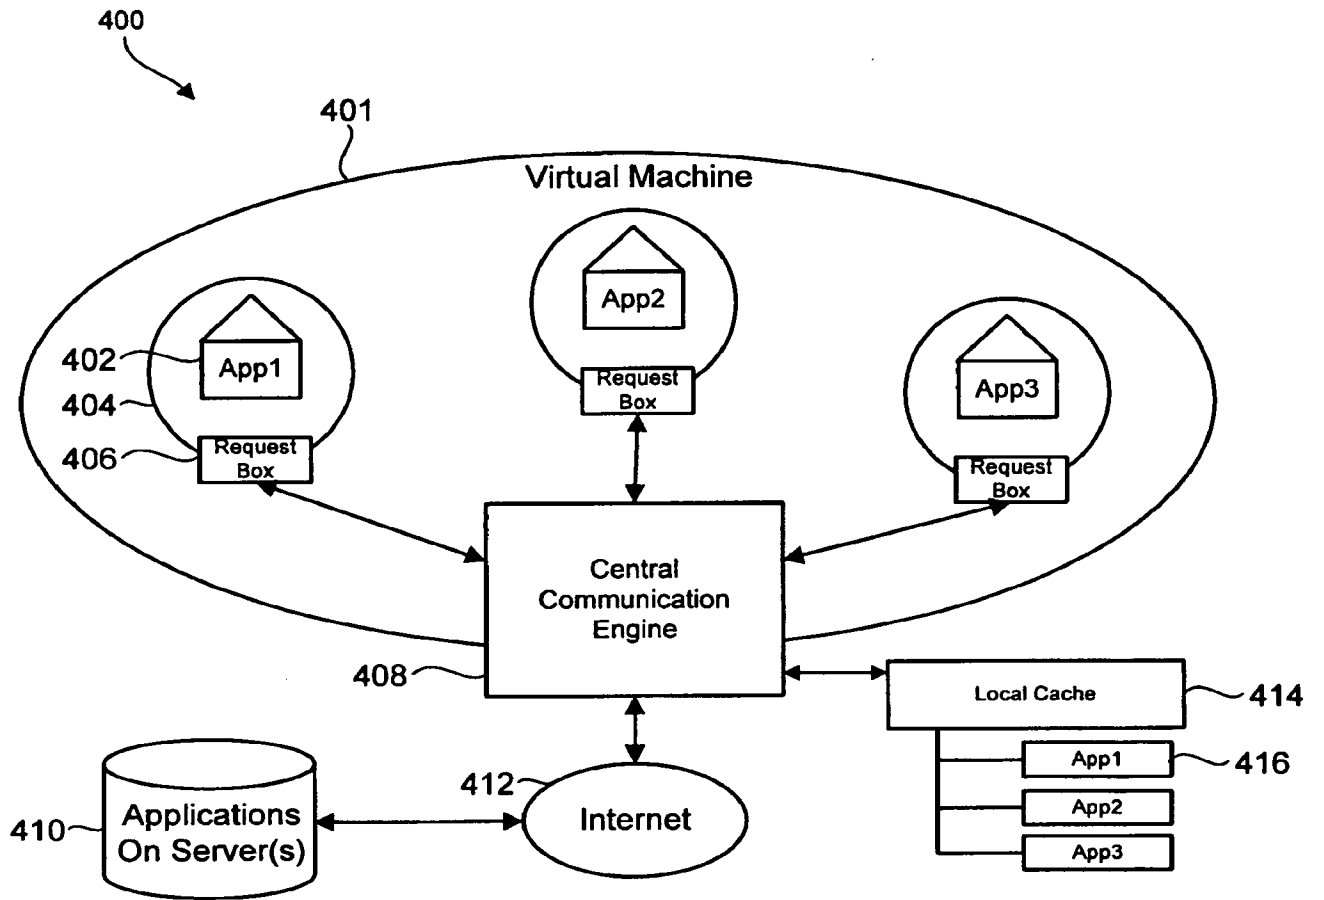 400
401
Virtual Machine
App2
402
App1
Request
Box
App3
404
406
Request
Box
Request
Box
Central
Communication
Engine
408
Local Cache
414
412
App1
416
Applications
On Server(s)
410
Internet
App2
App3